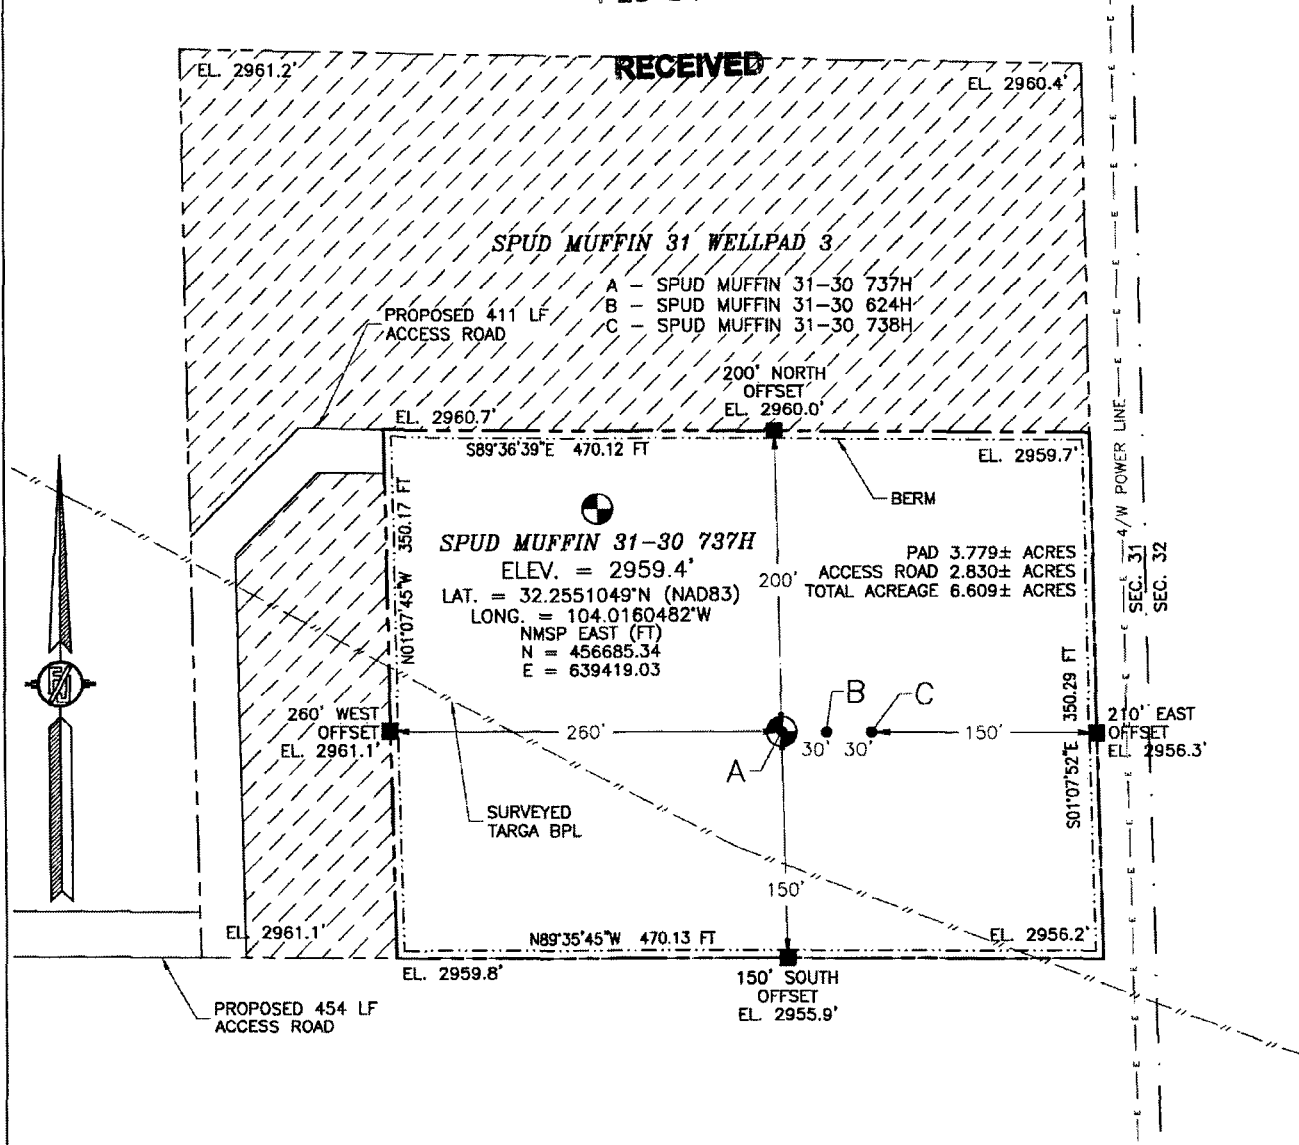 RECEIVED
EL. 2961.2'
EL. 2960.4'
SPUD MUFFIN 31 WELLPAD 3
A - SPUD MUFFIN 31-30 737H
B - SPUD MUFFIN 31-30 624H
C - SPUD MUFFIN 31-30 738H
PROPOSED 411 LF
ACCESS ROAD
200' NORTH
OFFSET
EL. 2960.0'
EL. 2960.7'
S89°36'39"E 470.12 FT
EL. 2959.7'
BERM
4/W POWER LINE
SEC. 31
SEC. 32
N01°07'45"W 350.17 FT
SPUD MUFFIN 31-30 737H
ELEV. = 2959.4'
LAT. = 32.2551049°N (NAD83)
LONG. = 104.0160482°W
NMSP EAST (FT)
N = 456685.34
E = 639419.03
PAD 3.779± ACRES
ACCESS ROAD 2.830± ACRES
TOTAL ACREAGE 6.609± ACRES
200'
260' WEST
OFFSET
EL. 2961.1'
260'
A
B
C
30'
30'
150'
S01°07'52"E 350.29 FT
210' EAST
OFFSET
EL. 2956.3'
SURVEYED
TARGA BPL
150'
EL. 2961.1'
N89°35'45"W 470.13 FT
EL. 2956.2'
EL. 2959.8'
150' SOUTH
OFFSET
EL. 2955.9'
PROPOSED 454 LF
ACCESS ROAD